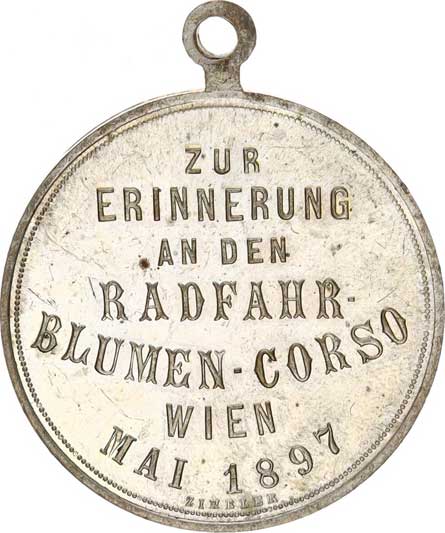 ZUR
ERINNERUNG
AN DEN
RADFAHR-
BLUMEN-CORSO
WIEN
MAI 1897
ZIMBLER